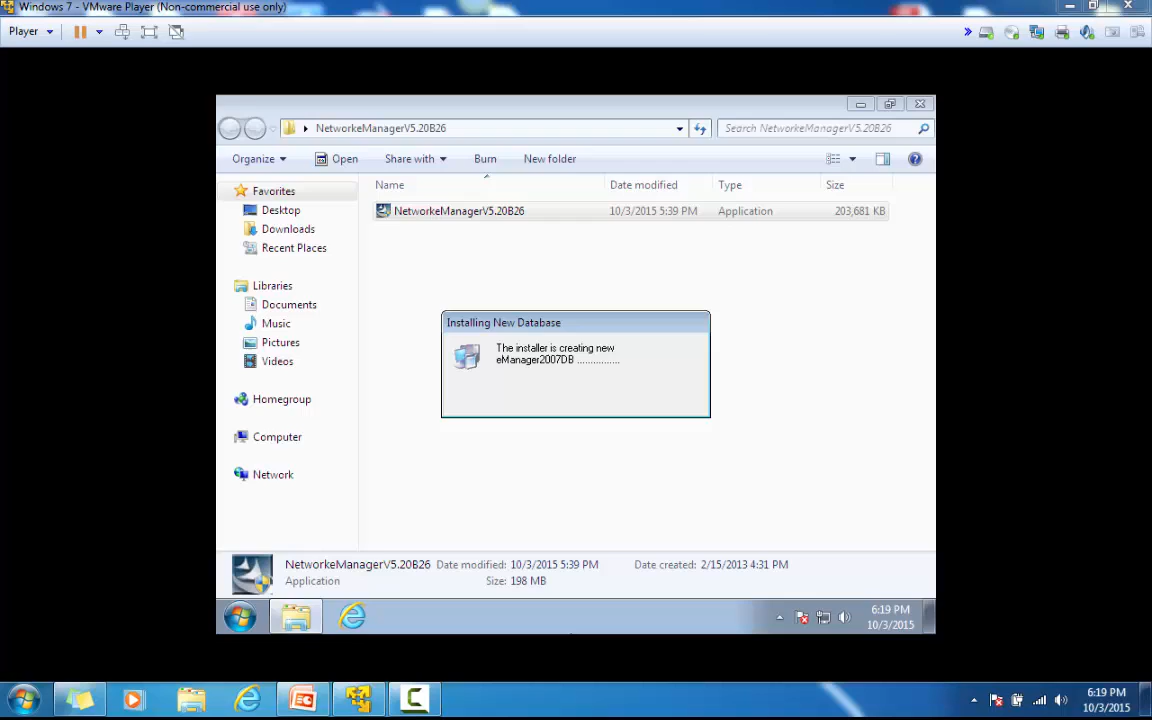 Windows 7 - VMware Player (Non-commercial use only)
Player
NetworkeManagerV5.20B26
Search NetworkeManagerV5.20B26
Organize
Open
Share with
Burn
New folder
Name
Date modified
Type
Size
Favorites
Desktop
Downloads
Recent Places
Libraries
Documents
Music
Pictures
Videos
Homegroup
Computer
Network
NetworkeManagerV5.20B26
10/3/2015 5:39 PM
Application
203,681 KB
Installing New Database
The installer is creating new
eManager2007DB ................
NetworkeManagerV5.20B26
Date modified: 10/3/2015 5:39 PM
Date created: 2/15/2013 4:31 PM
Application
Size: 198 MB
6:19 PM
10/3/2015
6:19 PM
10/3/2015